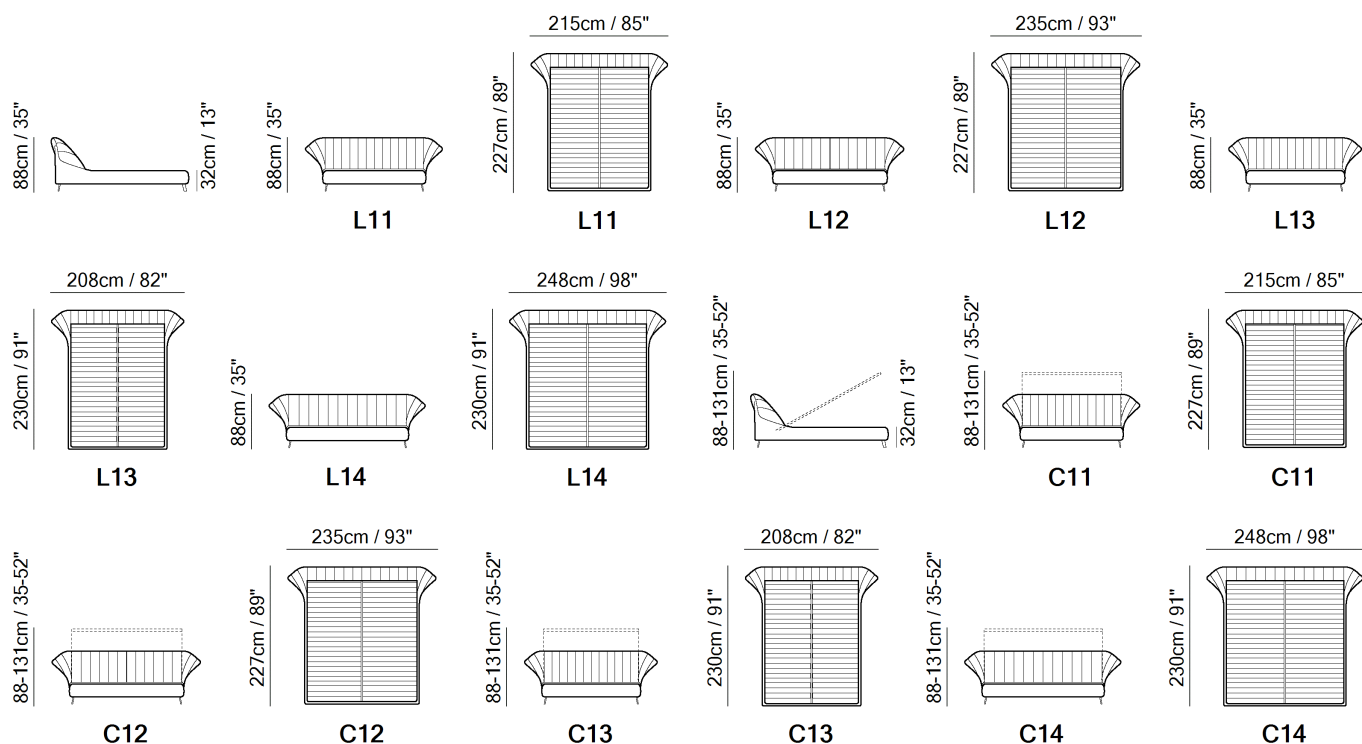 215cm / 85"
235cm / 93"
88cm / 35"
32cm / 13"
88cm / 35"
227cm / 89"
88cm / 35"
227cm / 89"
88cm / 35"
L11
L11
L12
L12
L13
208cm / 82"
248cm / 98"
215cm / 85"
230cm / 91"
88cm / 35"
230cm / 91"
88-131cm / 35-52"
32cm / 13"
88-131cm / 35-52"
227cm / 89"
L13
L14
L14
C11
C11
235cm / 93"
208cm / 82"
248cm / 98"
88-131cm / 35-52"
227cm / 89"
88-131cm / 35-52"
230cm / 91"
88-131cm / 35-52"
230cm / 91"
C12
C12
C13
C13
C14
C14